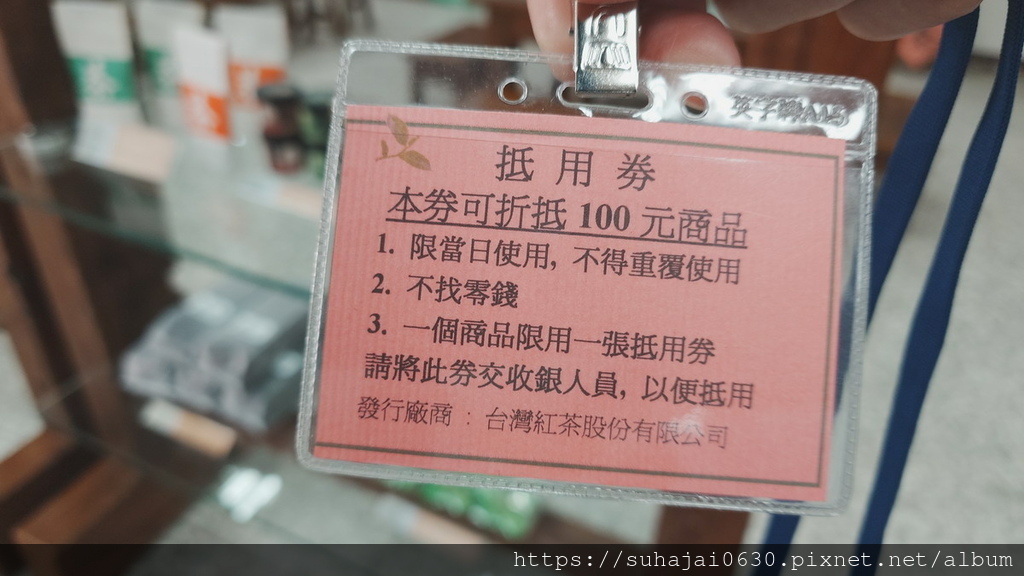 抵用券
本券可折抵 100 元商品
1. 限當日使用, 不得重覆使用
2. 不找零錢
3. 一個商品限用一張抵用券
請將此券交收銀人員, 以便抵用
發行廠商 : 台灣紅茶股份有限公司
https://suhajai0630.pixnet.net/album